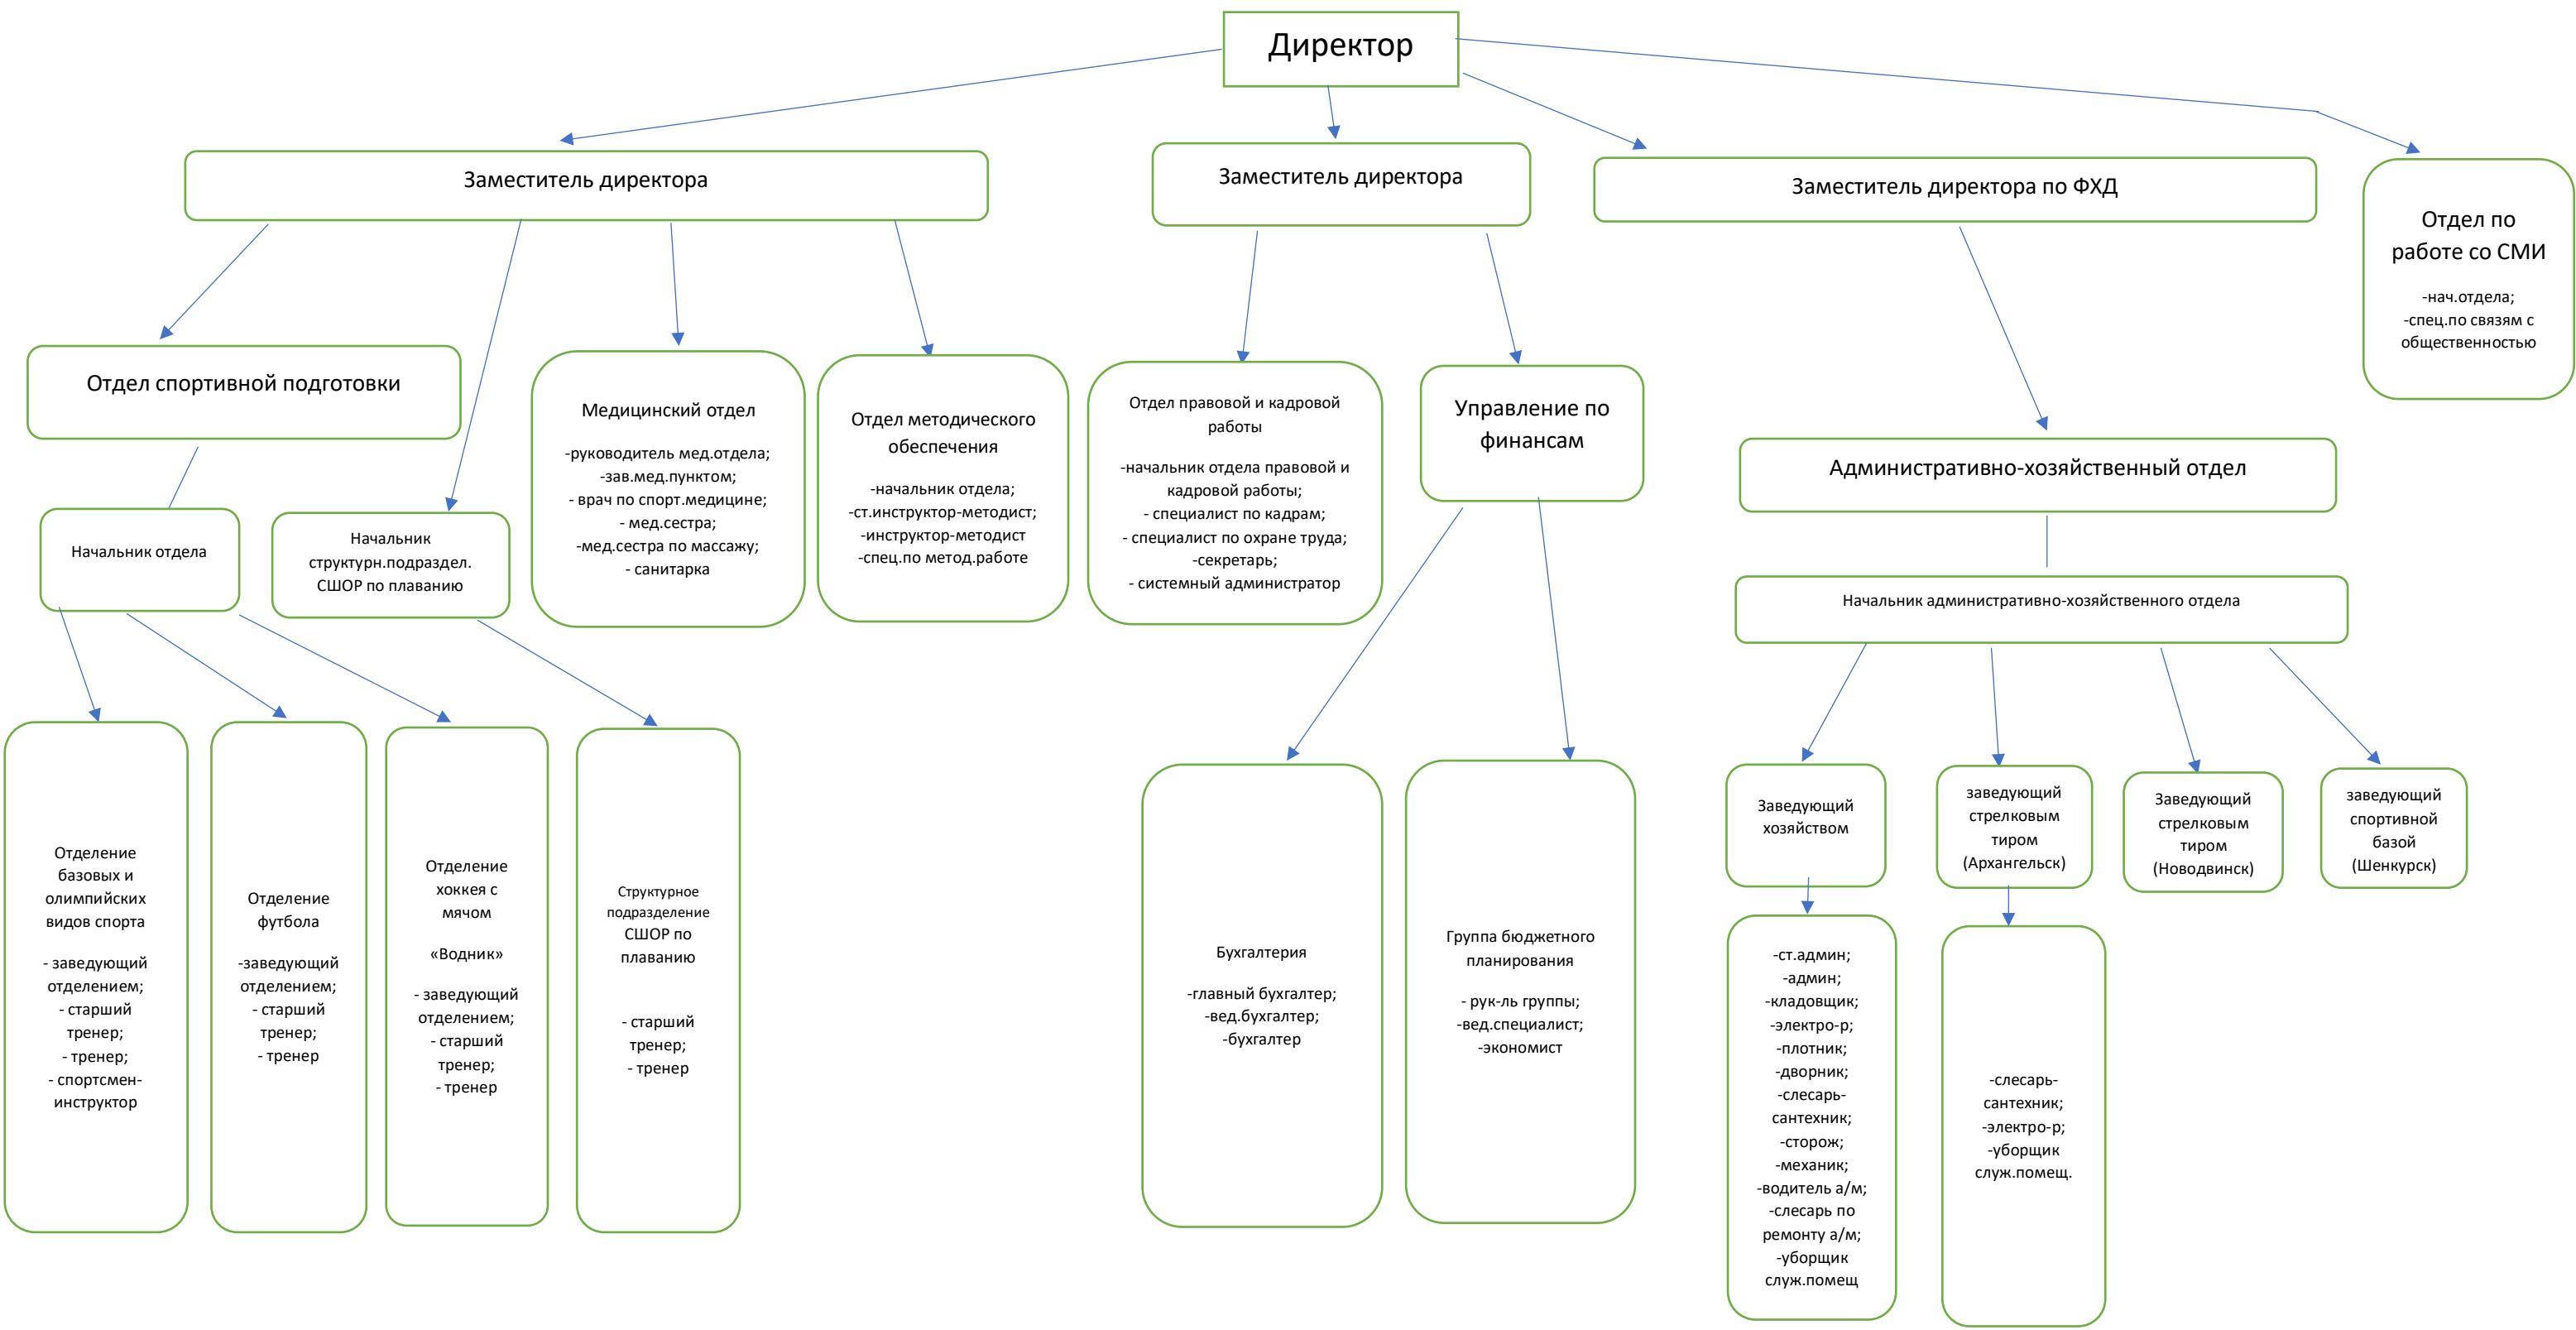 Директор
Заместитель директора
Заместитель директора
Заместитель директора по ФХД
Отдел по
работе со СМИ
-нач.отдела;
-спец.по связям с
общественностью
Отдел спортивной подготовки
Медицинский отдел
-руководитель мед.отдела;
-зав.мед.пунктом;
- врач по спорт.медицине;
- мед.сестра;
-мед.сестра по массажу;
- санитарка
Отдел методического
обеспечения
-начальник отдела;
-ст.инструктор-методист;
-инструктор-методист
-спец.по метод.работе
Отдел правовой и кадровой
работы
-начальник отдела правовой и
кадровой работы;
- специалист по кадрам;
- специалист по охране труда;
-секретарь;
- системный администратор
Управление по
финансам
Административно-хозяйственный отдел
Начальник отдела
Начальник
структурн.подраздел.
СШОР по плаванию
Начальник административно-хозяйственного отдела
Отделение
базовых и
олимпийских
видов спорта
- заведующий
отделением;
- старший
тренер;
- тренер;
- спортсмен-
инструктор
Отделение
футбола
-заведующий
отделением;
- старший
тренер;
- тренер
Отделение
хоккея с
мячом
«Водник»
- заведующий
отделением;
- старший
тренер;
- тренер
Структурное
подразделение
СШОР по
плаванию
- старший
тренер;
- тренер
Бухгалтерия
-главный бухгалтер;
-вед.бухгалтер;
-бухгалтер
Группа бюджетного
планирования
- рук-ль группы;
-вед.специалист;
-экономист
Заведующий
хозяйством
заведующий
стрелковым
тиром
(Архангельск)
Заведующий
стрелковым
тиром
(Новодвинск)
заведующий
спортивной
базой
(Шенкурск)
-ст.админ;
-админ;
-кладовщик;
-электро-р;
-плотник;
-дворник;
-слесарь-
сантехник;
-сторож;
-механик;
-водитель а/м;
-слесарь по
ремонту а/м;
-уборщик
служ.помещ
-слесарь-
сантехник;
-электро-р;
-уборщик
служ.помещ.